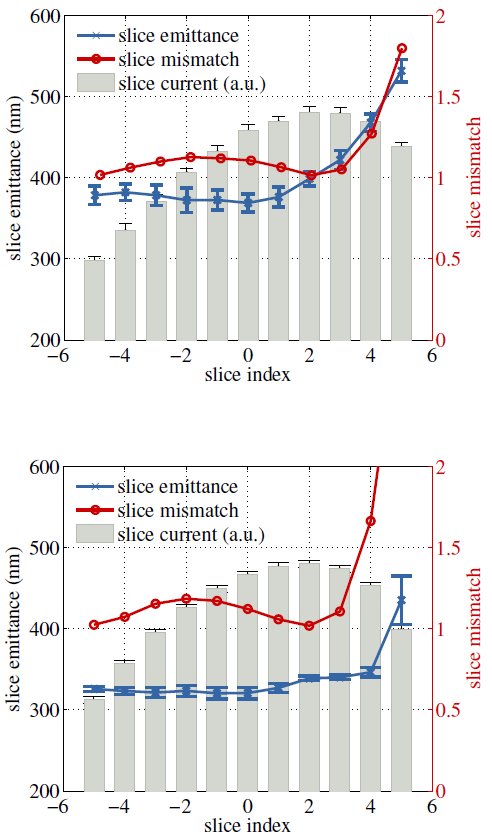 600
500
400
300
200
slice emittance (nm)
slice emittance
slice mismatch
slice current (a.u.)
2
1.5
1
0.5
0
slice mismatch
−6 −4 −2 0 2 4 6
slice index
600
500
400
300
200
slice emittance (nm)
slice emittance
slice mismatch
slice current (a.u.)
2
1.5
1
0.5
0
slice mismatch
−6 −4 −2 0 2 4 6
slice index